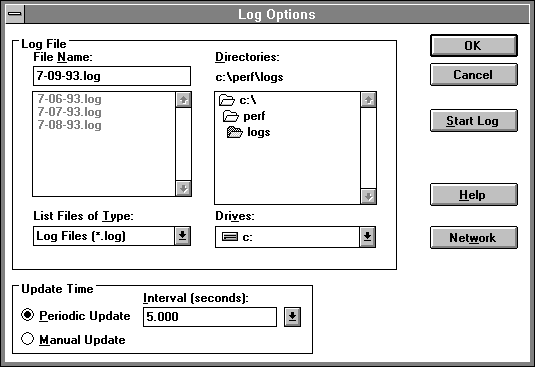 Log Options
Log File
File Name:
7-09-93.log
7-06-93.log
7-07-93.log
7-08-93.log
List Files of Type:
Log Files (*.log)
Directories:
c:\perf\logs
c:\
perf
logs
Drives:
c:
OK
Cancel
Start Log
Help
Network
Update Time
Periodic Update
Manual Update
Interval (seconds):
5.000